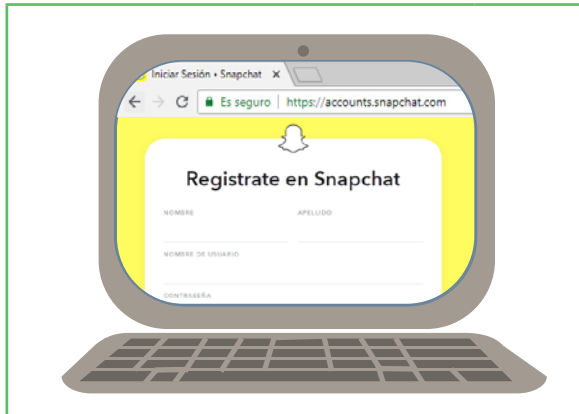 Iniciar Sesión • Snapchat x
Es seguro | https://accounts.snapchat.com
Registrate en Snapchat
NOMBRE APELLIDO
NOMBRE DE USUARIO
CONTRASEÑA